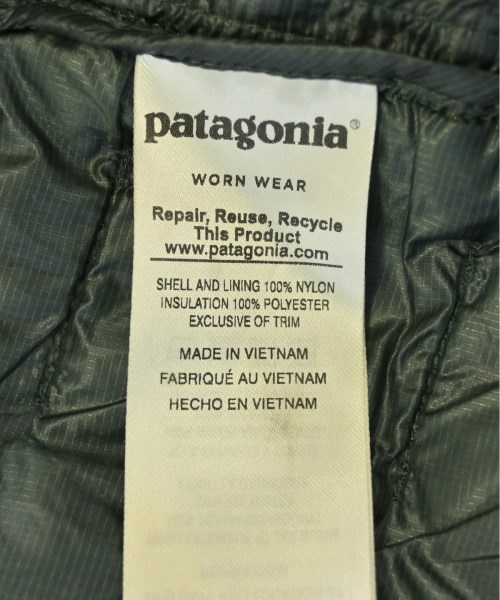 patagonia®
WORN WEAR
Repair, Reuse, Recycle
This Product
www.patagonia.com
SHELL AND LINING 100% NYLON
INSULATION 100% POLYESTER
EXCLUSIVE OF TRIM
MADE IN VIETNAM
FABRIQUÉ AU VIETNAM
HECHO EN VIETNAM